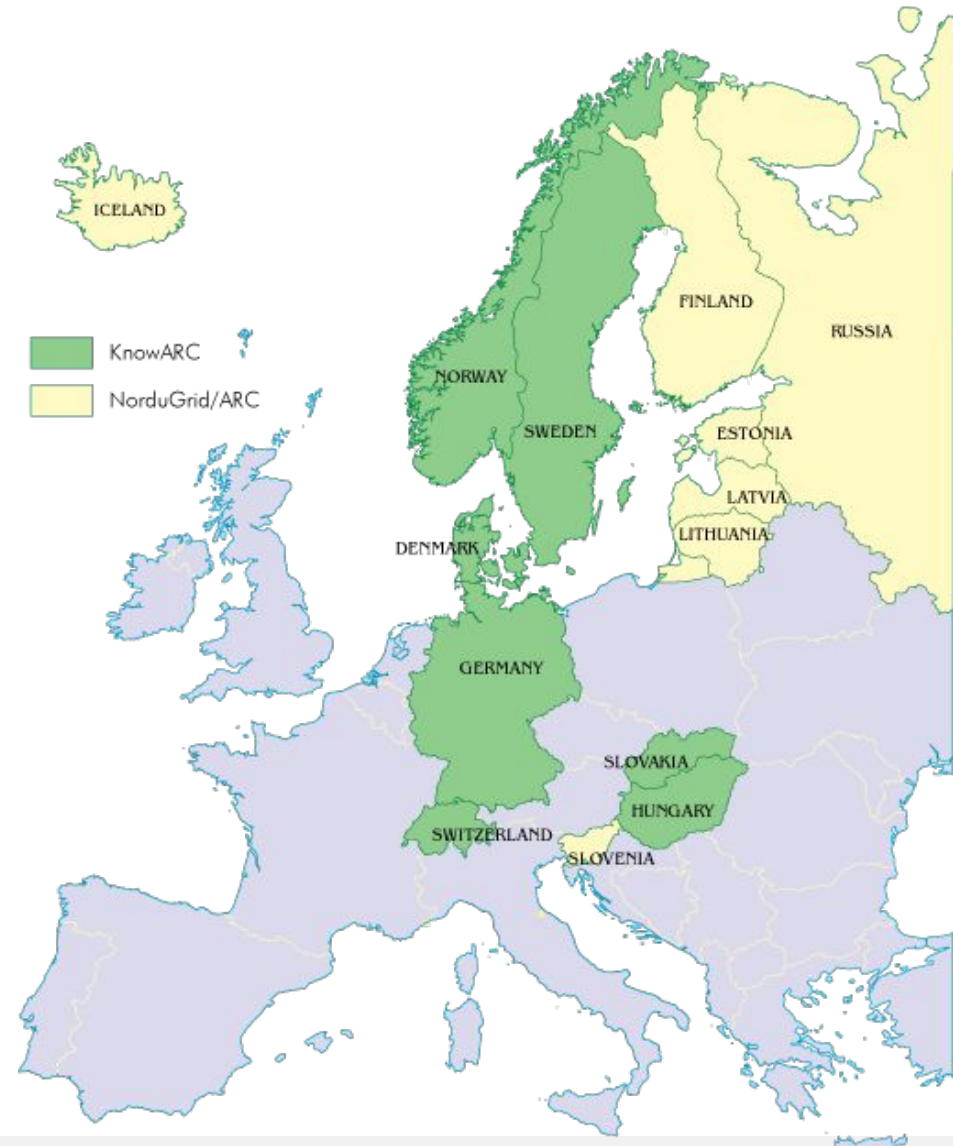 ICELAND
KnowARC
NorduGrid/ARC
FINLAND
RUSSIA
NORWAY
SWEDEN
ESTONIA
LATVIA
LITHUANIA
DENMARK
GERMANY
SLOVAKIA
HUNGARY
SWITZERLAND
SLOVENIA